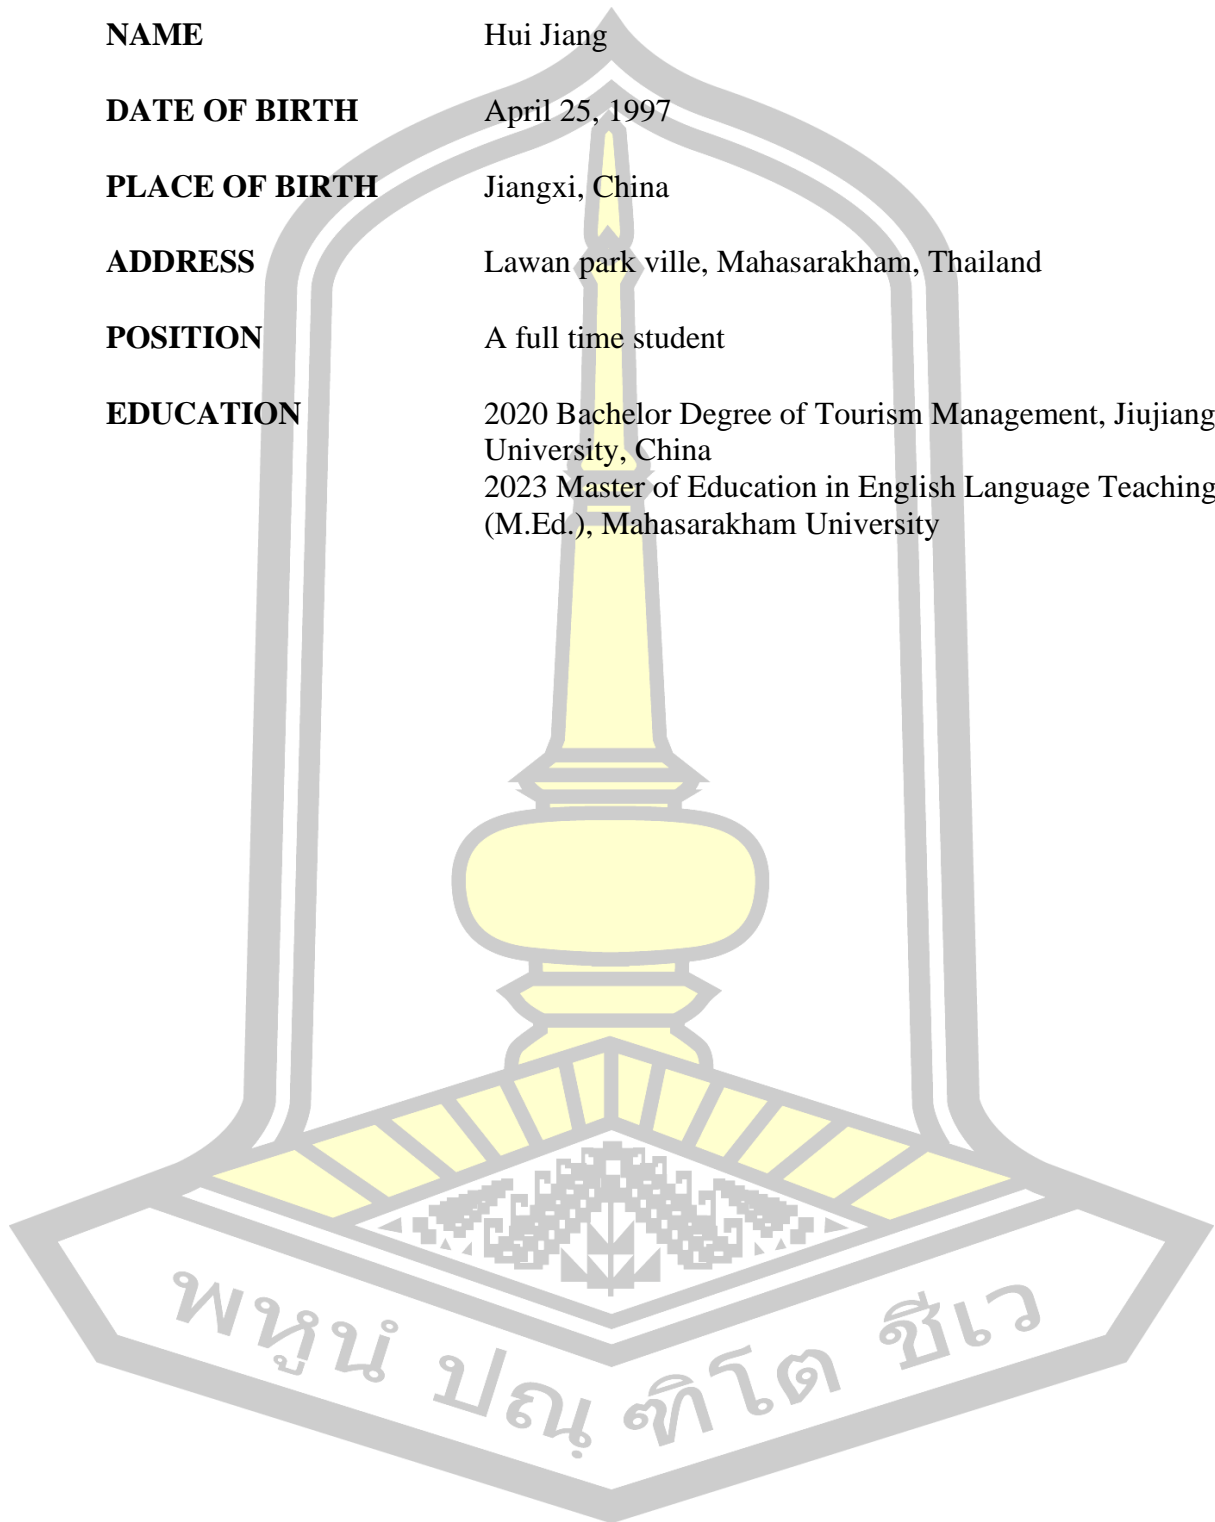 NAME Hui Jiang
DATE OF BIRTH April 25, 1997
PLACE OF BIRTH Jiangxi, China
ADDRESS Lawan park ville, Mahasarakham, Thailand
POSITION A full time student
EDUCATION 2020 Bachelor Degree of Tourism Management, Jiujiang
University, China
2023 Master of Education in English Language Teaching
(M.Ed.), Mahasarakham University
พหูนํ ปณฺ ฑิโต ชีเว